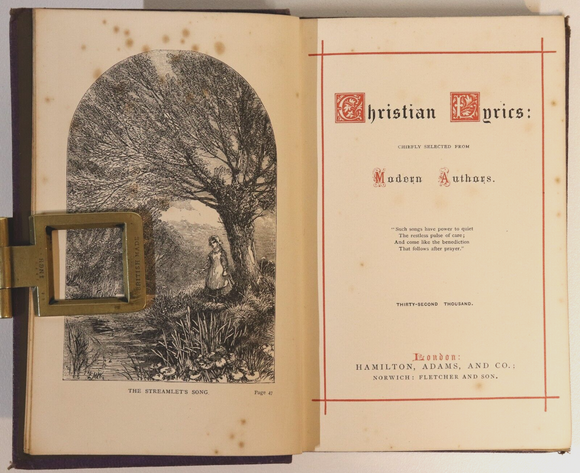 THE STREAMLET'S SONG.
Page 47
Christian Lyrics:
CHIEFLY SELECTED FROM
Modern Authors.
"Such songs have power to quiet
The restless pulse of care;
And come like the benediction
That follows after prayer."
THIRTY-SECOND THOUSAND.
London:
HAMILTON, ADAMS, AND CO.;
NORWICH: FLETCHER AND SON.